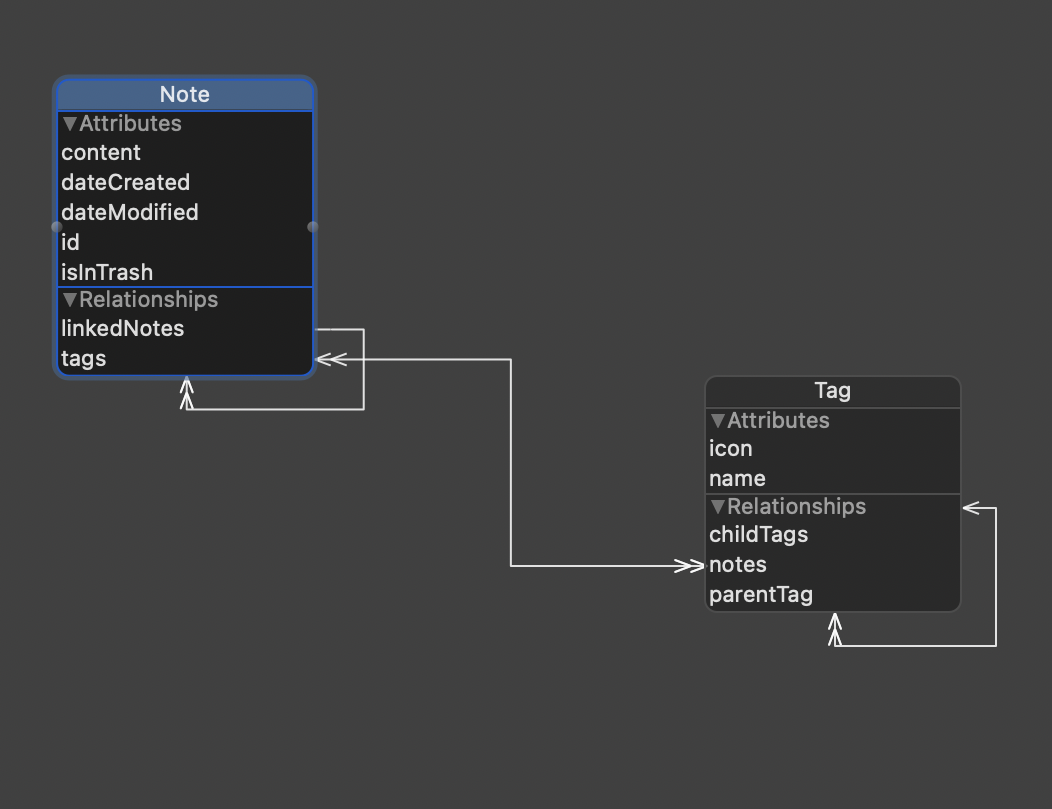 Note
▼Attributes
content
dateCreated
dateModified
id
isInTrash
▼Relationships
linkedNotes
tags
Tag
▼Attributes
icon
name
▼Relationships
childTags
notes
parentTag